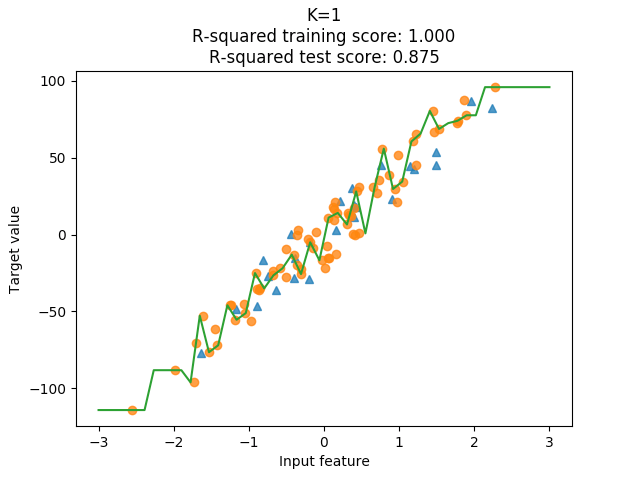 K=1
R-squared training score: 1.000
R-squared test score: 0.875
100
50
0
−50
−100
Target value
−3
−2
−1
0
1
2
3
Input feature